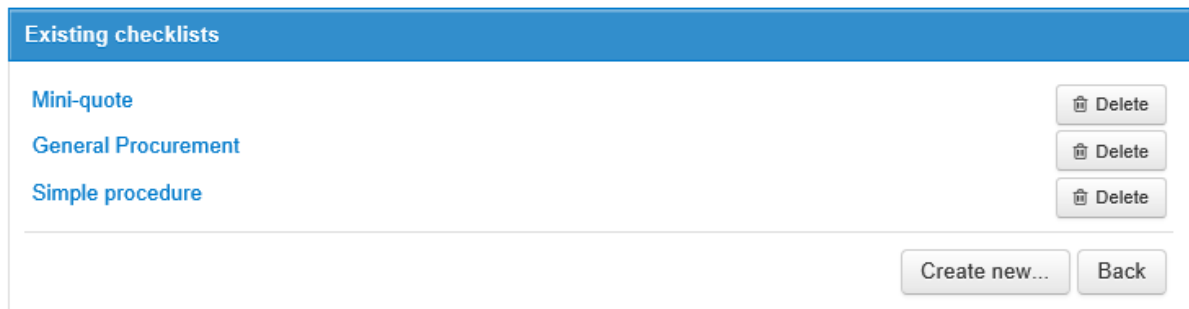 Existing checklists
Mini-quote
Delete
General Procurement
Delete
Simple procedure
Delete
Create new...
Back